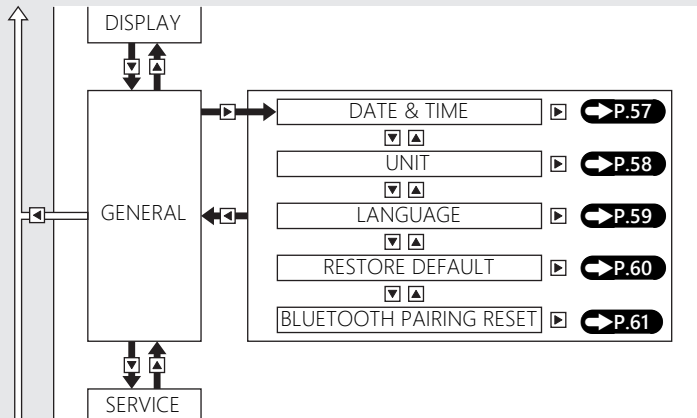 DISPLAY
DATE & TIME P.57
UNIT P.58
GENERAL LANGUAGE P.59
RESTORE DEFAULT P.60
BLUETOOTH PAIRING RESET P.61
SERVICE